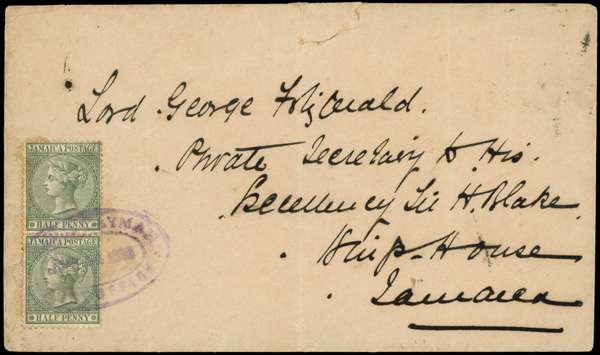 Lord George Fitzgerald.
Private Secretary to His.
Excellency Sir H. Blake.
House
Jamaica
JAMAICA POSTAGE
HALF PENNY
JAMAICA POSTAGE
HALF PENNY